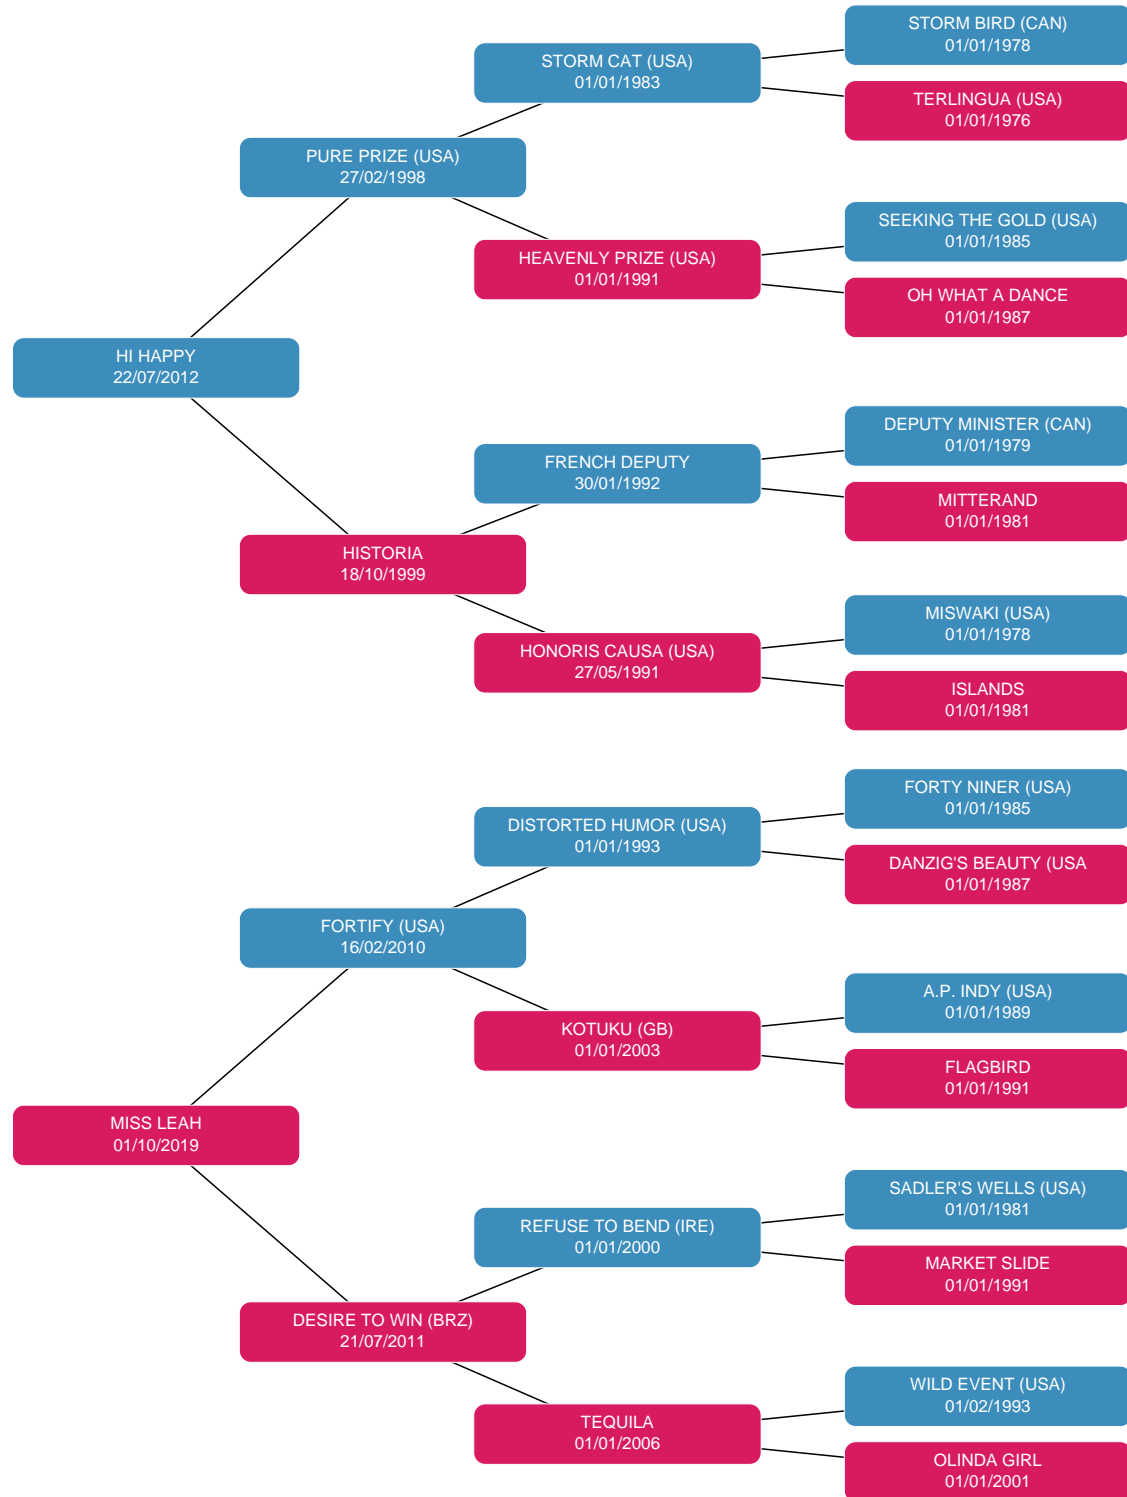 STORM BIRD (CAN)
01/01/1978
STORM CAT (USA)
01/01/1983
TERLINGUA (USA)
01/01/1976
PURE PRIZE (USA)
27/02/1998
SEEKING THE GOLD (USA)
01/01/1985
HEAVENLY PRIZE (USA)
01/01/1991
OH WHAT A DANCE
01/01/1987
HI HAPPY
22/07/2012
DEPUTY MINISTER (CAN)
01/01/1979
FRENCH DEPUTY
30/01/1992
MITTERAND
01/01/1981
HISTORIA
18/10/1999
MISWAKI (USA)
01/01/1978
HONORIS CAUSA (USA)
27/05/1991
ISLANDS
01/01/1981
FORTY NINER (USA)
01/01/1985
DISTORTED HUMOR (USA)
01/01/1993
DANZIG'S BEAUTY (USA
01/01/1987
FORTIFY (USA)
16/02/2010
A.P. INDY (USA)
01/01/1989
KOTUKU (GB)
01/01/2003
FLAGBIRD
01/01/1991
MISS LEAH
01/10/2019
SADLER'S WELLS (USA)
01/01/1981
REFUSE TO BEND (IRE)
01/01/2000
MARKET SLIDE
01/01/1991
DESIRE TO WIN (BRZ)
21/07/2011
WILD EVENT (USA)
01/02/1993
TEQUILA
01/01/2006
OLINDA GIRL
01/01/2001